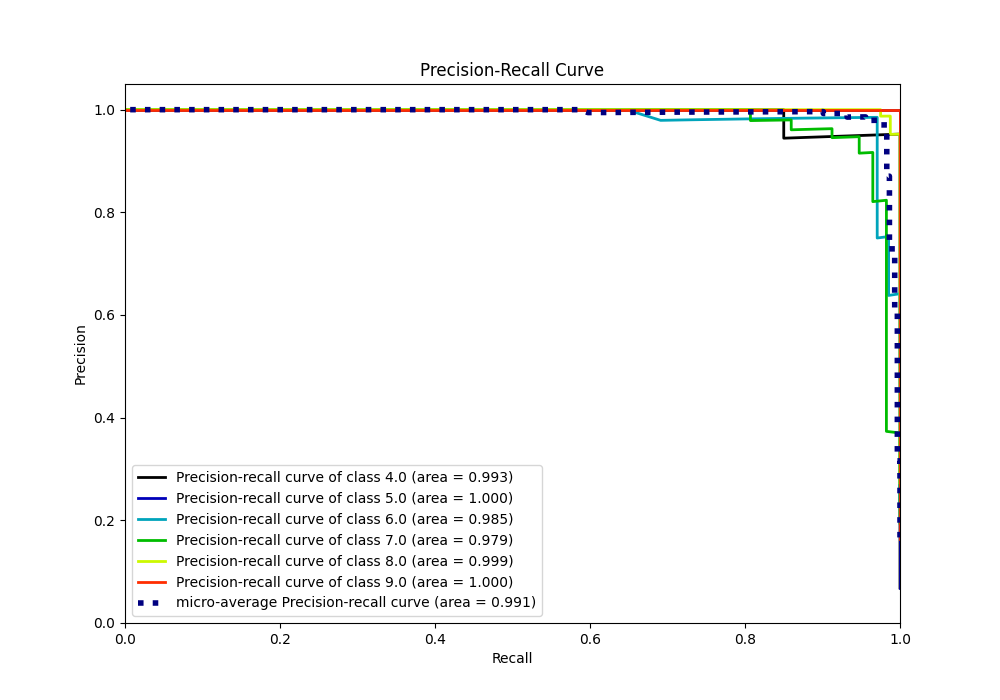 Precision-Recall Curve
1.0
0.8
0.6
0.4
0.2
0.0
Precision
Precision-recall curve of class 4.0 (area = 0.993)
Precision-recall curve of class 5.0 (area = 1.000)
Precision-recall curve of class 6.0 (area = 0.985)
Precision-recall curve of class 7.0 (area = 0.979)
Precision-recall curve of class 8.0 (area = 0.999)
Precision-recall curve of class 9.0 (area = 1.000)
micro-average Precision-recall curve (area = 0.991)
0.0 0.2 0.4 0.6 0.8 1.0
Recall